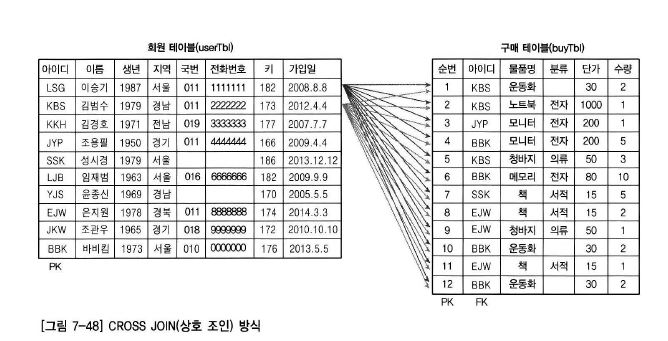 회원 테이블(userTbl)
아이디 이름 생년 지역 국번 전화번호 키 가입일
LSG 이승기 1987 서울 011 1111111 182 2008.8.8
KBS 김범수 1979 경남 011 2222222 173 2012.4.4
KKH 김경호 1971 전남 019 3333333 177 2007.7.7
JYP 조용필 1950 경기 011 4444444 166 2009.4.4
SSK 성시경 1979 서울 186 2013.12.12
LJB 임재범 1963 서울 016 6666666 182 2009.9.9
YJS 윤종신 1969 경남 170 2005.5.5
EJW 은지원 1978 경북 011 8888888 174 2014.3.3
JKW 조관우 1965 경기 018 9999999 172 2010.10.10
BBK 바비킴 1973 서울 010 0000000 176 2013.5.5
PK
구매 테이블(buyTbl)
순번 아이디 물품명 분류 단가 수량
1 KBS 운동화 30 2
2 KBS 노트북 전자 1000 1
3 JYP 모니터 전자 200 1
4 BBK 모니터 전자 200 5
5 KBS 청바지 의류 50 3
6 BBK 메모리 전자 80 10
7 SSK 책 서적 15 5
8 EJW 책 서적 15 2
9 EJW 청바지 의류 50 1
10 BBK 운동화 30 2
11 EJW 책 서적 15 1
12 BBK 운동화 30 2
PK FK
[그림 7-48] CROSS JOIN(상호 조인) 방식